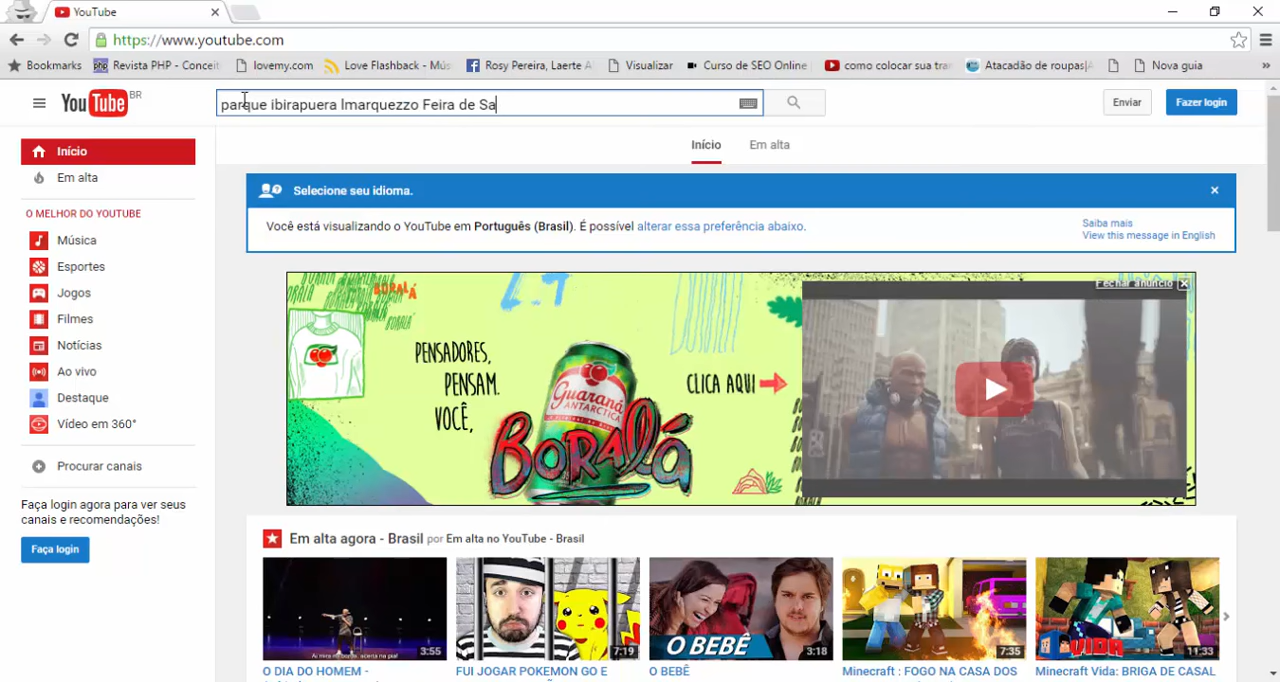 YouTube
https://www.youtube.com
Bookmarks Revista PHP - Conceit lovemy.com Love Flashback - Mús Rosy Pereira, Laerte A Visualizar Curso de SEO Online como colocar sua tra Atacadão de roupas| A Nova guia »
YouTube BR
parque ibirapuera lmarquezzo Feira de Sa
Enviar
Fazer login
Início
Em alta
Início
Em alta
O MELHOR DO YOUTUBE
Música
Esportes
Jogos
Filmes
Notícias
Ao vivo
Destaque
Vídeo em 360°
Procurar canais
Faça login agora para ver seus
canais e recomendações!
Faça login
Selecione seu idioma.
Você está visualizando o YouTube em Português (Brasil). É possível alterar essa preferência abaixo.
Saiba mais
View this message in English
BORALÁ
PENSADORES,
PENSAM.
VOCÊ,
Guaraná
ANTARCTICA
BORALÁ
CLICA AQUI
Fechar anúncio
Em alta agora - Brasil por Em alta no YouTube - Brasil
3:55
7:19
O BEBÊ
3:18
7:35
VIDA
11:33
O DIA DO HOMEM -
FUI JOGAR POKEMON GO E
O BEBÊ
Minecraft : FOGO NA CASA DOS
Minecraft Vida: BRIGA DE CASAL